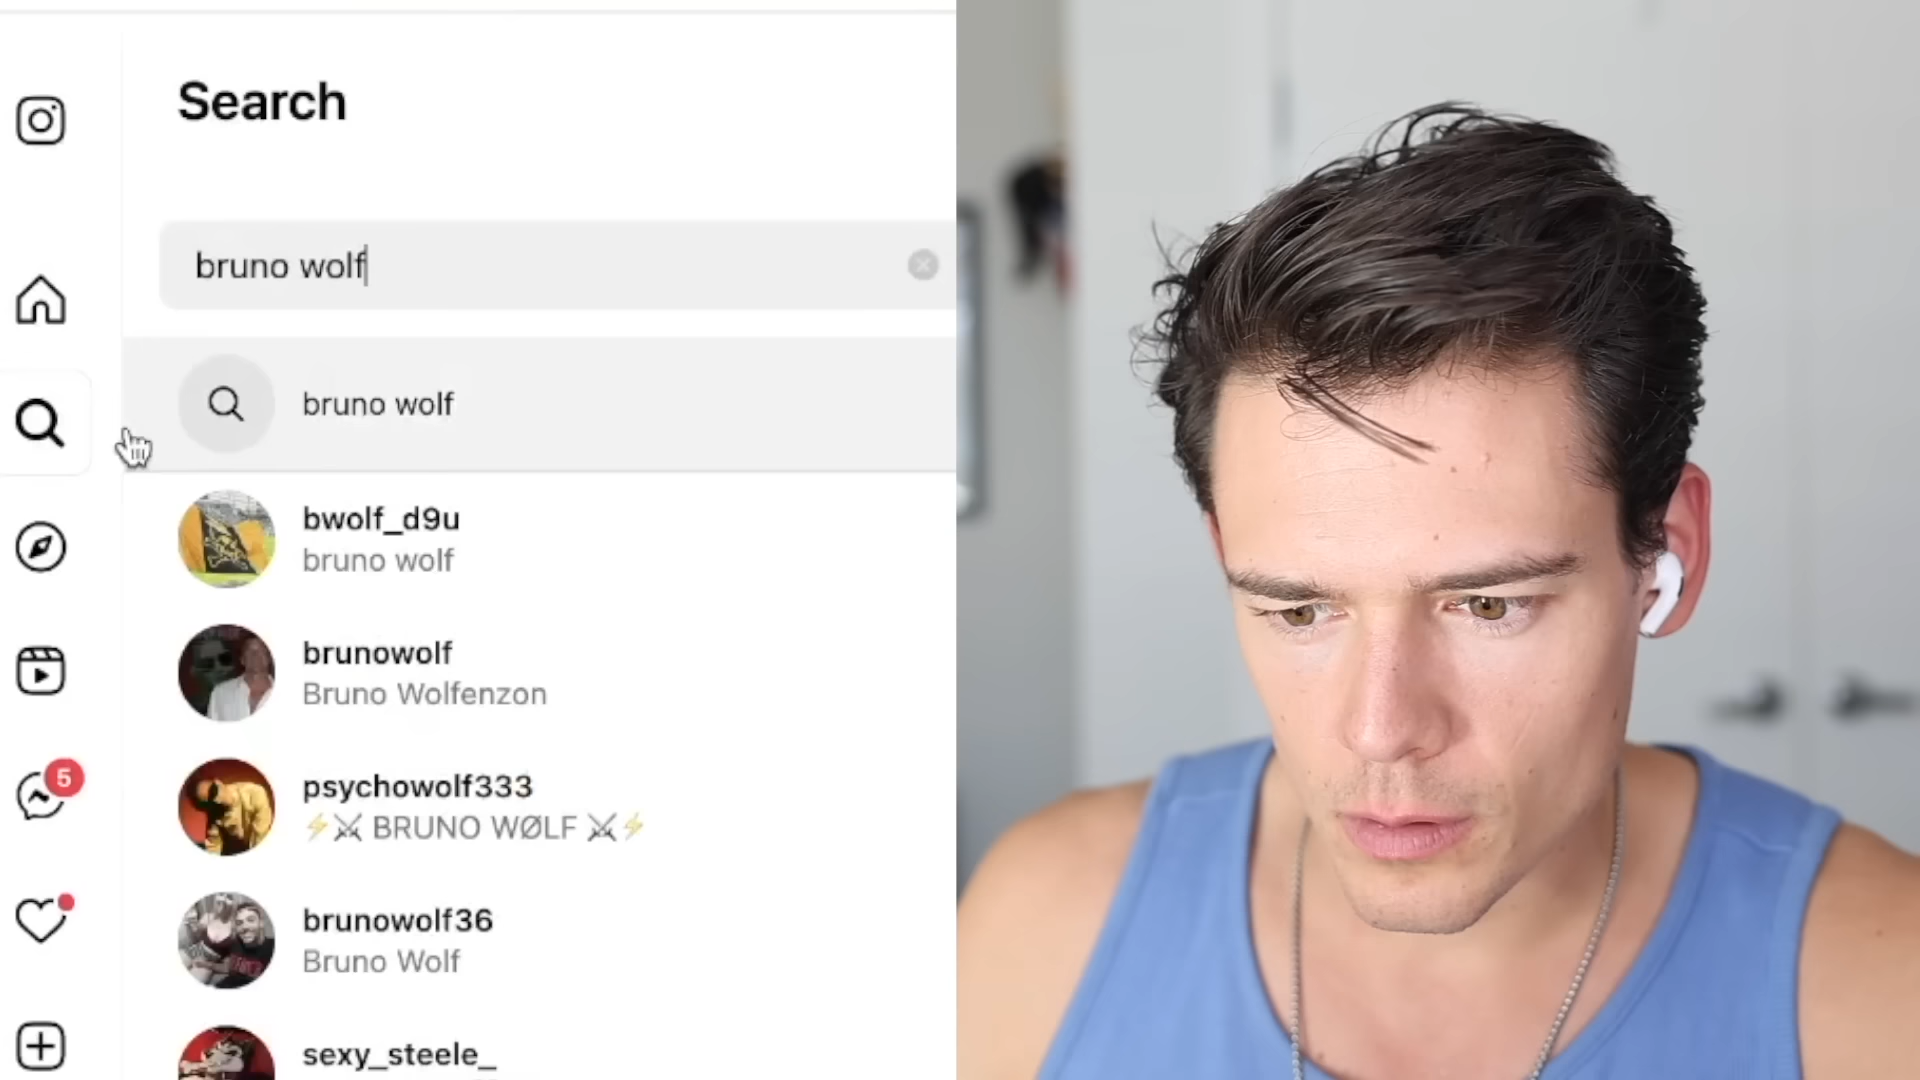 Search
bruno wolf
bruno wolf
bwolf_d9u
bruno wolf
brunowolf
Bruno Wolfenzon
psychowolf333
⚡⚔ BRUNO WØLF ⚔⚡
5
brunowolf36
Bruno Wolf
sexy_steele_